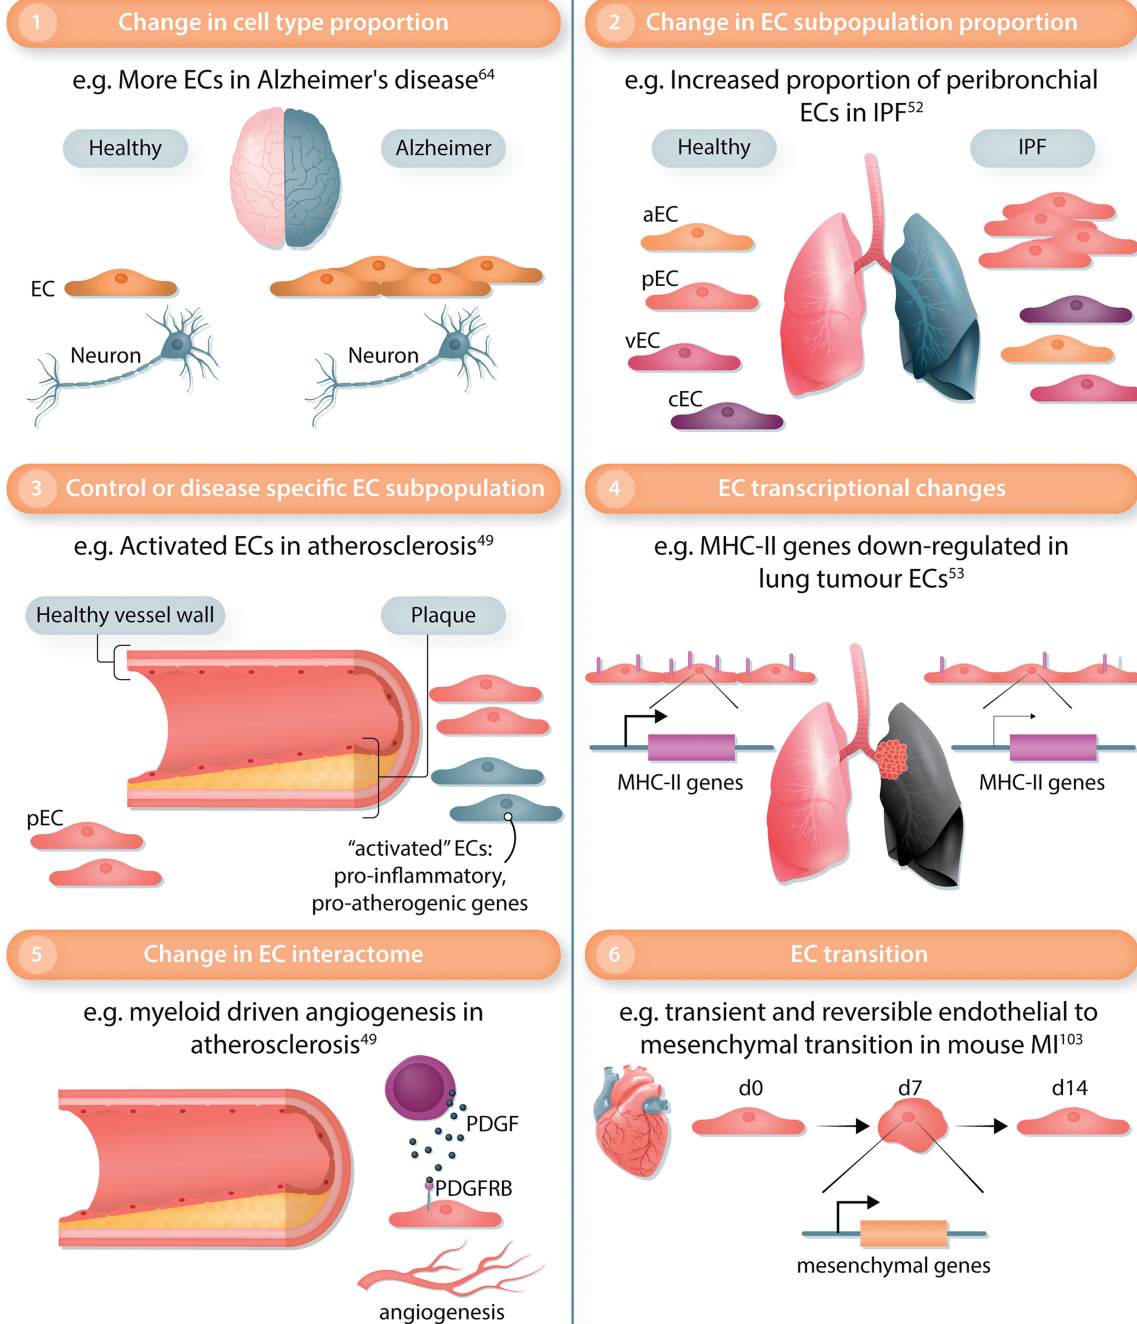 1 Change in cell type proportion
e.g. More ECs in Alzheimer's disease64
Healthy
Alzheimer
EC
Neuron
Neuron
2 Change in EC subpopulation proportion
e.g. Increased proportion of peribronchial
ECs in IPF52
Healthy
IPF
aEC
pEC
vEC
cEC
3 Control or disease specific EC subpopulation
e.g. Activated ECs in atherosclerosis49
Healthy vessel wall
Plaque
pEC
“activated” ECs:
pro-inflammatory,
pro-atherogenic genes
4 EC transcriptional changes
e.g. MHC-II genes down-regulated in
lung tumour ECs53
MHC-II genes
MHC-II genes
5 Change in EC interactome
e.g. myeloid driven angiogenesis in
atherosclerosis49
PDGF
PDGFRB
angiogenesis
6 EC transition
e.g. transient and reversible endothelial to
mesenchymal transition in mouse MI103
d0
d7
d14
mesenchymal genes